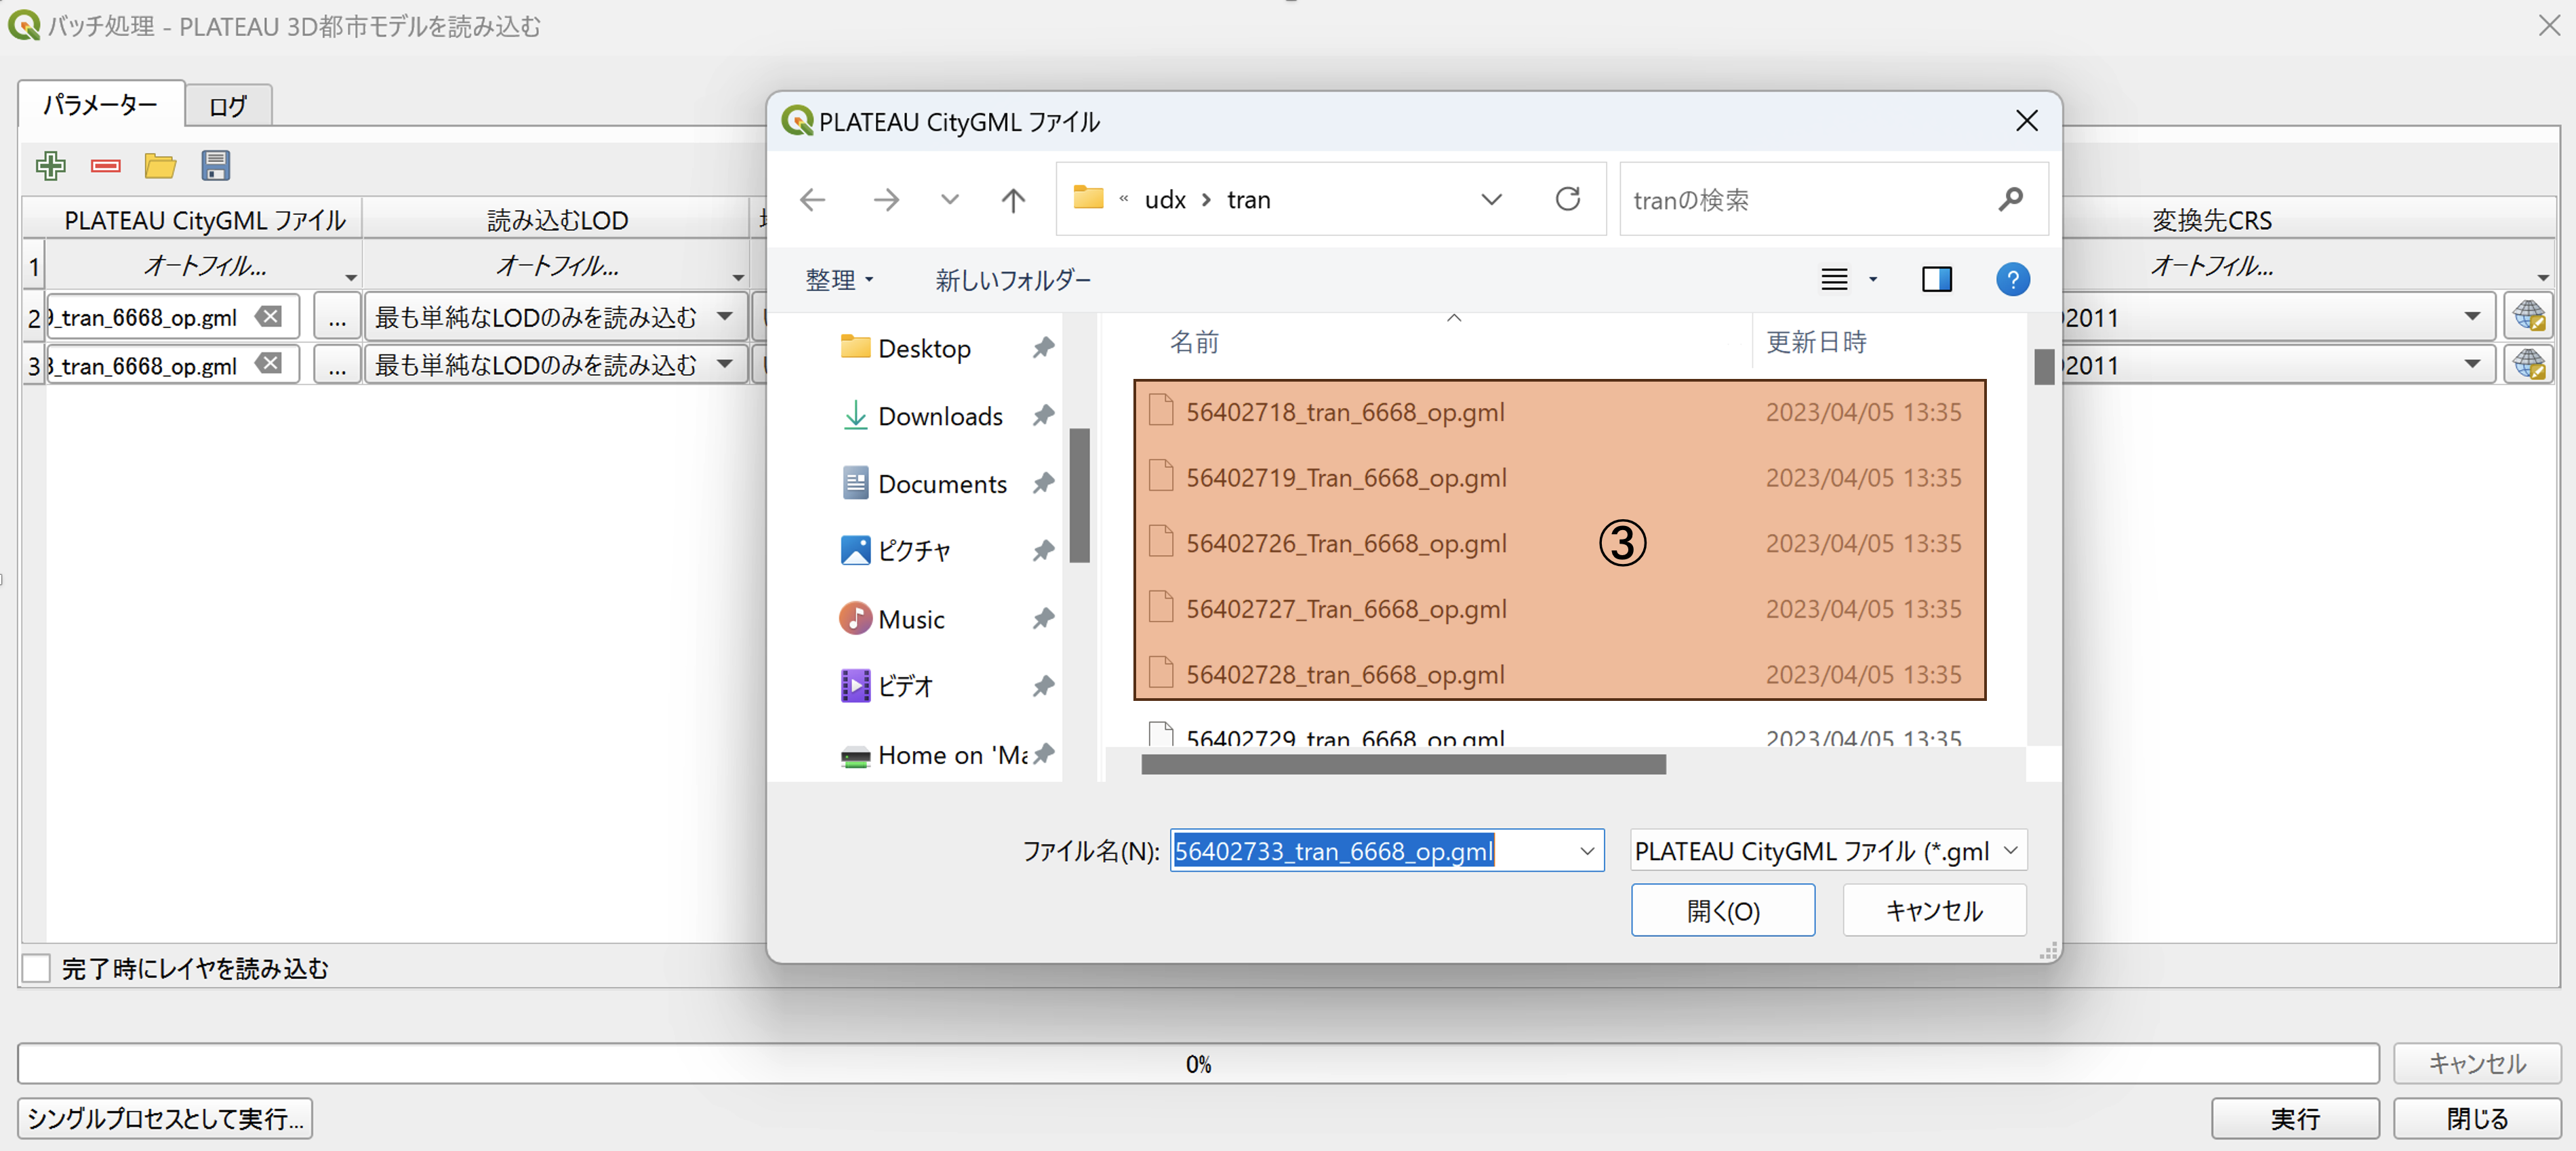 バッチ処理 - PLATEAU 3D都市モデルを読み込む
パラメーター
ログ
PLATEAU CityGML ファイル
読み込むLOD
変換先CRS
1
オートフィル...
オートフィル...
オートフィル...
2
_tran_6668_op.gml
...
最も単純なLODのみを読み込む
2011
3
_tran_6668_op.gml
...
最も単純なLODのみを読み込む
2011
完了時にレイヤを読み込む
0%
キャンセル
シングルプロセスとして実行...
実行
閉じる
PLATEAU CityGML ファイル
« udx › tran
tranの検索
整理
新しいフォルダー
?
Desktop
Downloads
Documents
ピクチャ
Music
ビデオ
Home on 'Ma
名前
更新日時
56402718_tran_6668_op.gml 2023/04/05 13:35
56402719_Tran_6668_op.gml 2023/04/05 13:35
56402726_Tran_6668_op.gml 2023/04/05 13:35
③
56402727_Tran_6668_op.gml 2023/04/05 13:35
56402728_tran_6668_op.gml 2023/04/05 13:35
56402729_tran_6668_op.gml 2023/04/05 13:35
ファイル名(N):
56402733_tran_6668_op.gml
PLATEAU CityGML ファイル (*.gml
開く(O)
キャンセル